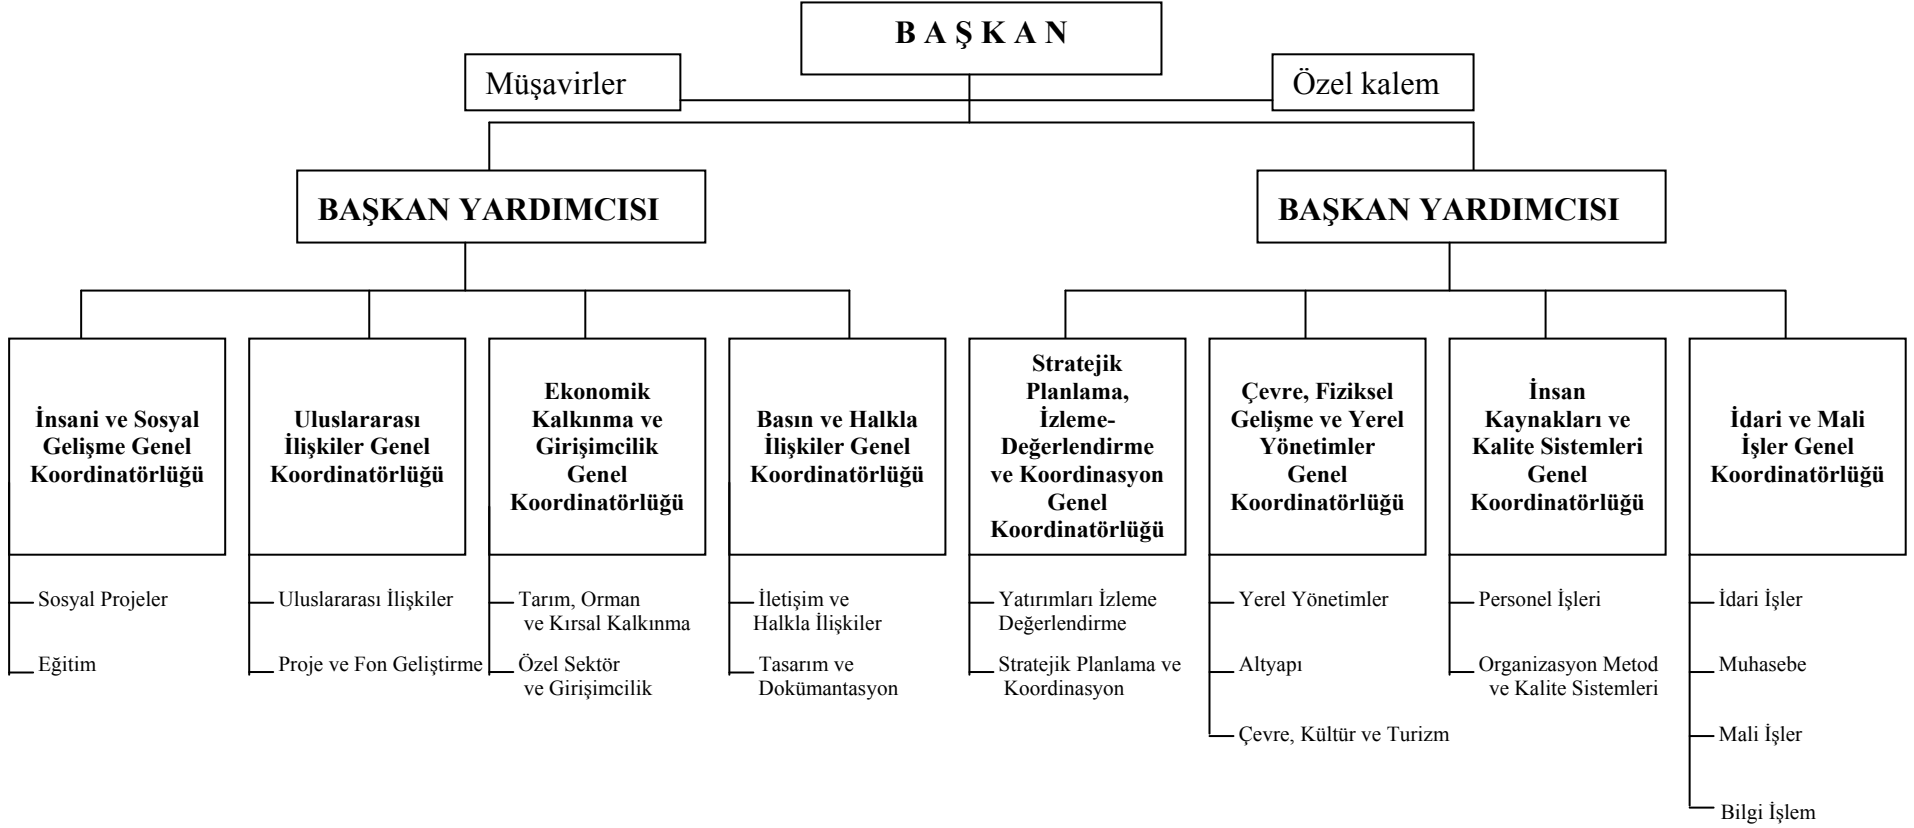 B A Ş K A N
Müşavirler
Özel kalem
BAŞKAN YARDIMCISI
BAŞKAN YARDIMCISI
İnsani ve Sosyal
Gelişme Genel
Koordinatörlüğü
Sosyal Projeler
Eğitim
Uluslararası
İlişkiler Genel
Koordinatörlüğü
Uluslararası İlişkiler
Proje ve Fon Geliştirme
Ekonomik
Kalkınma ve
Girişimcilik
Genel
Koordinatörlüğü
Tarım, Orman
ve Kırsal Kalkınma
Özel Sektör
ve Girişimcilik
Basın ve Halkla
İlişkiler Genel
Koordinatörlüğü
İletişim ve
Halkla İlişkiler
Tasarım ve
Dokümantasyon
Stratejik
Planlama,
İzleme-
Değerlendirme
ve Koordinasyon
Genel
Koordinatörlüğü
Yatırımları İzleme
Değerlendirme
Stratejik Planlama ve
Koordinasyon
Çevre, Fiziksel
Gelişme ve Yerel
Yönetimler
Genel
Koordinatörlüğü
Yerel Yönetimler
Altyapı
Çevre, Kültür ve Turizm
İnsan
Kaynakları ve
Kalite Sistemleri
Genel
Koordinatörlüğü
Personel İşleri
Organizasyon Metod
ve Kalite Sistemleri
İdari ve Mali
İşler Genel
Koordinatörlüğü
İdari İşler
Muhasebe
Mali İşler
Bilgi İşlem